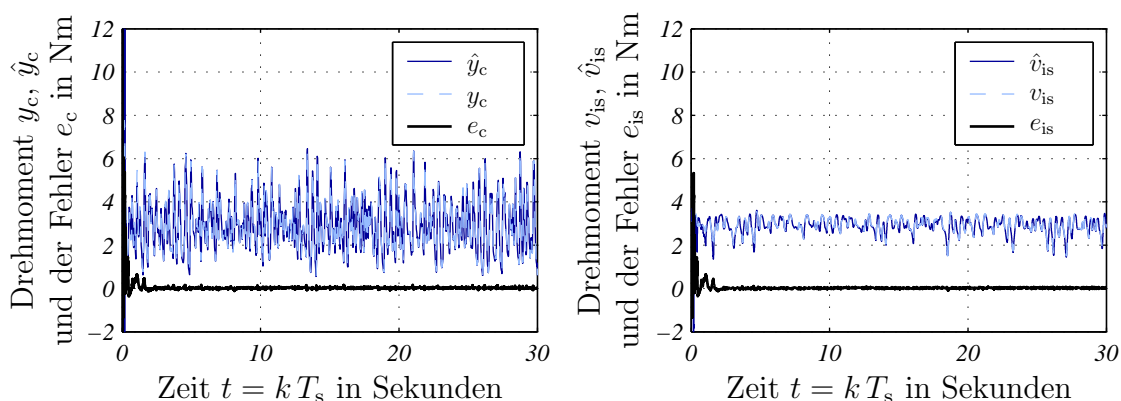 Drehmoment y_c, ŷ_c
und der Fehler e_c in Nm
12
10
8
6
4
2
0
−2
ŷ_c
y_c
e_c
0 10 20 30
Zeit t = k T_s in Sekunden
Drehmoment v_is, v̂_is
und der Fehler e_is in Nm
12
10
8
6
4
2
0
−2
v̂_is
v_is
e_is
0 10 20 30
Zeit t = k T_s in Sekunden